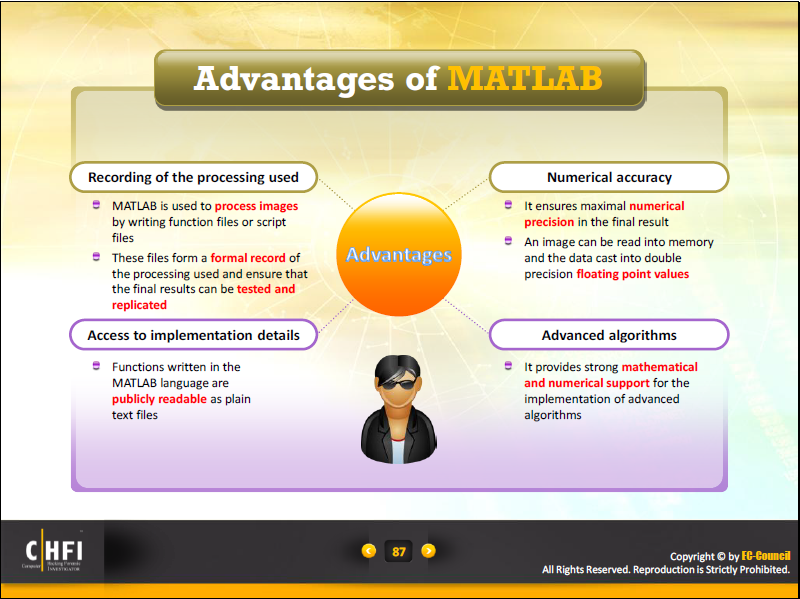 Advantages of MATLAB
Recording of the processing used
MATLAB is used to process images
by writing function files or script
files
These files form a formal record of
the processing used and ensure that
the final results can be tested and
replicated
Numerical accuracy
It ensures maximal numerical
precision in the final result
An image can be read into memory
and the data cast into double
precision floating point values
Advantages
Access to implementation details
Functions written in the
MATLAB language are
publicly readable as plain
text files
Advanced algorithms
It provides strong mathematical
and numerical support for the
implementation of advanced
algorithms
CHFI
Computer Hacking Forensic
INVESTIGATOR
87
Copyright © by EC-Council
All Rights Reserved. Reproduction is Strictly Prohibited.